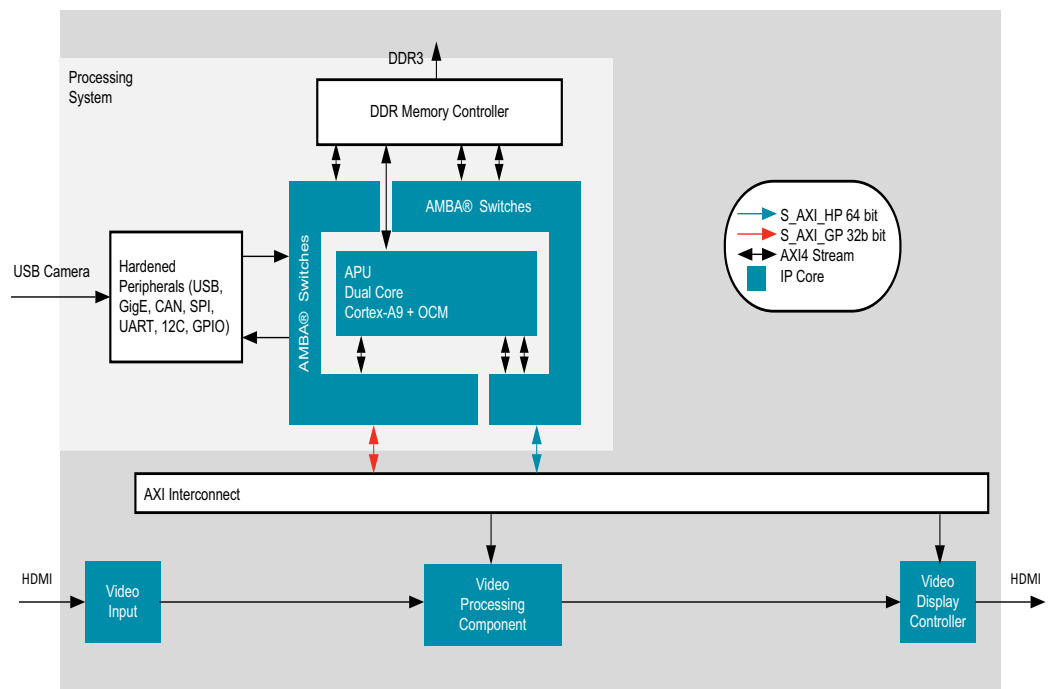 DDR3
Processing
System
DDR Memory Controller
AMBA® Switches
AMBA® Switches
APU
Dual Core
Cortex-A9 + OCM
USB Camera
Hardened
Peripherals (USB,
GigE, CAN, SPI,
UART, 12C, GPIO)
S_AXI_HP 64 bit
S_AXI_GP 32b bit
AXI4 Stream
IP Core
AXI Interconnect
HDMI
Video
Input
Video
Processing
Component
Video
Display
Controller
HDMI